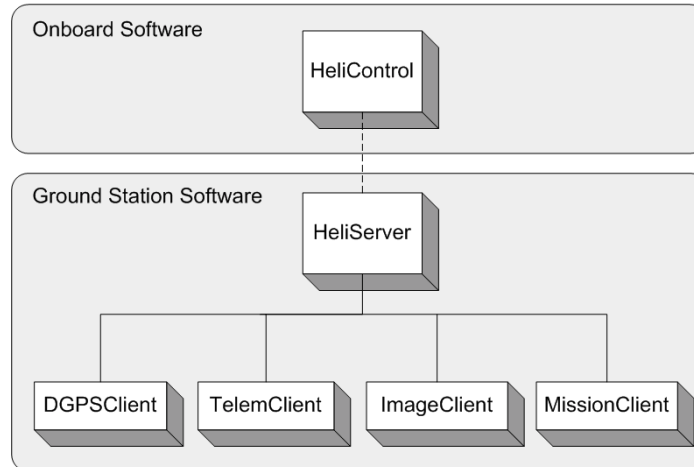 Onboard Software
HeliControl
Ground Station Software
HeliServer
DGPSClient
TelemClient
ImageClient
MissionClient